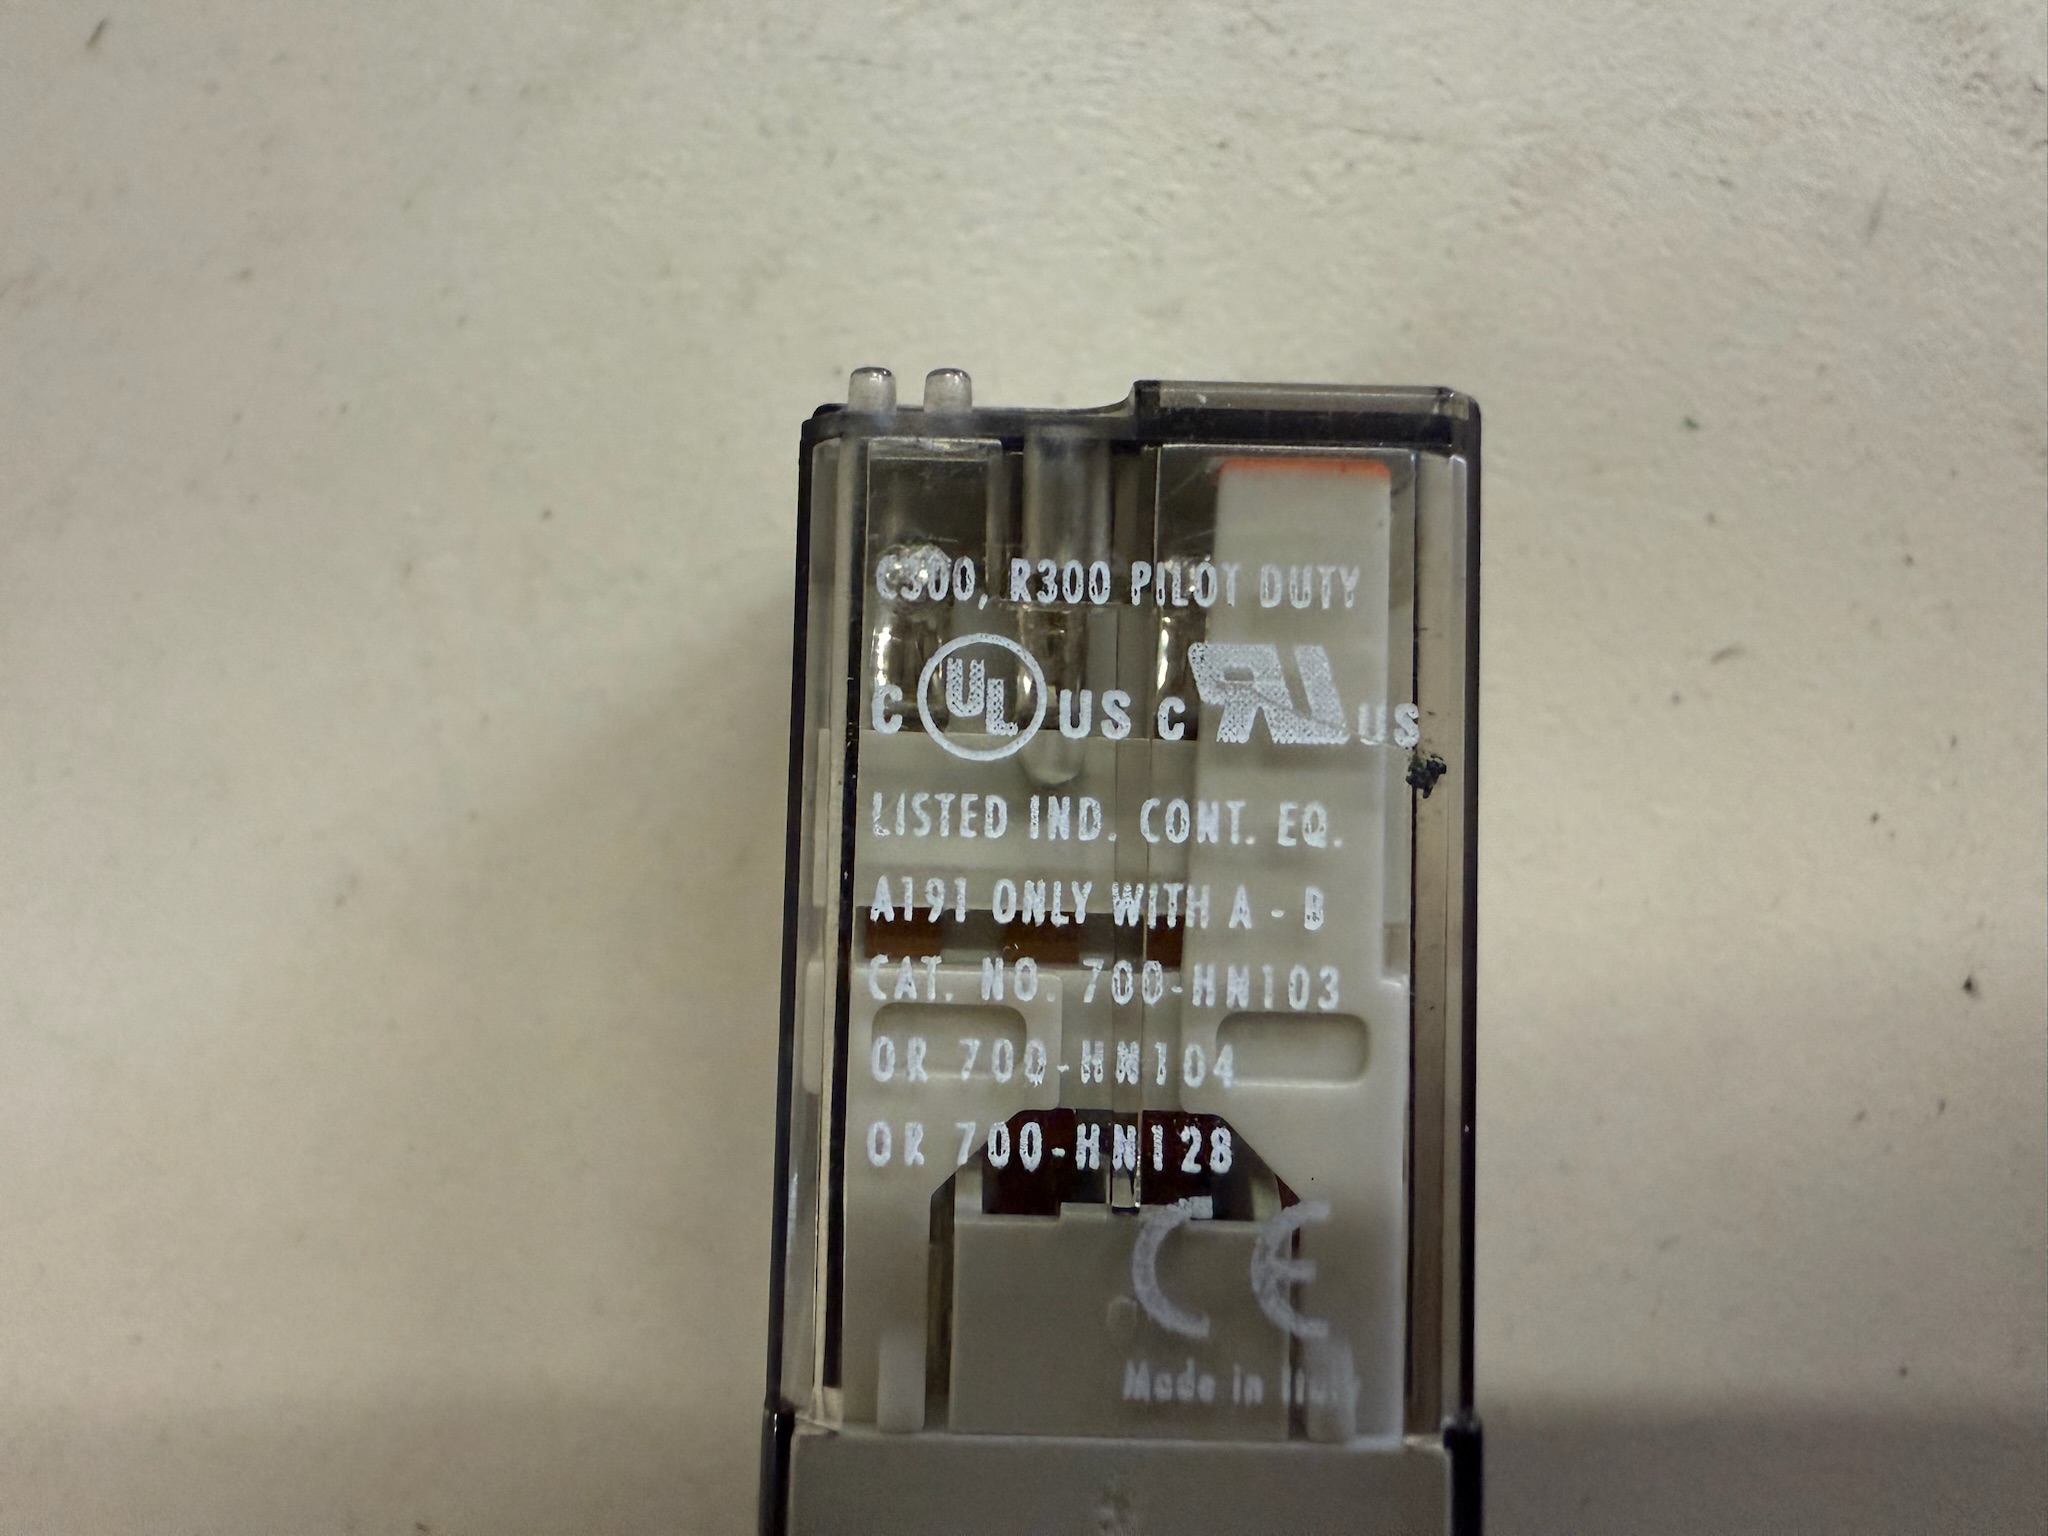 C300, R300 PILOT DUTY
C UL US C RU US
LISTED IND. CONT. EQ.
A191 ONLY WITH A - B
CAT. NO. 700-HN103
OR 700-HN104
OR 700-HN128
CE
Made in Italy